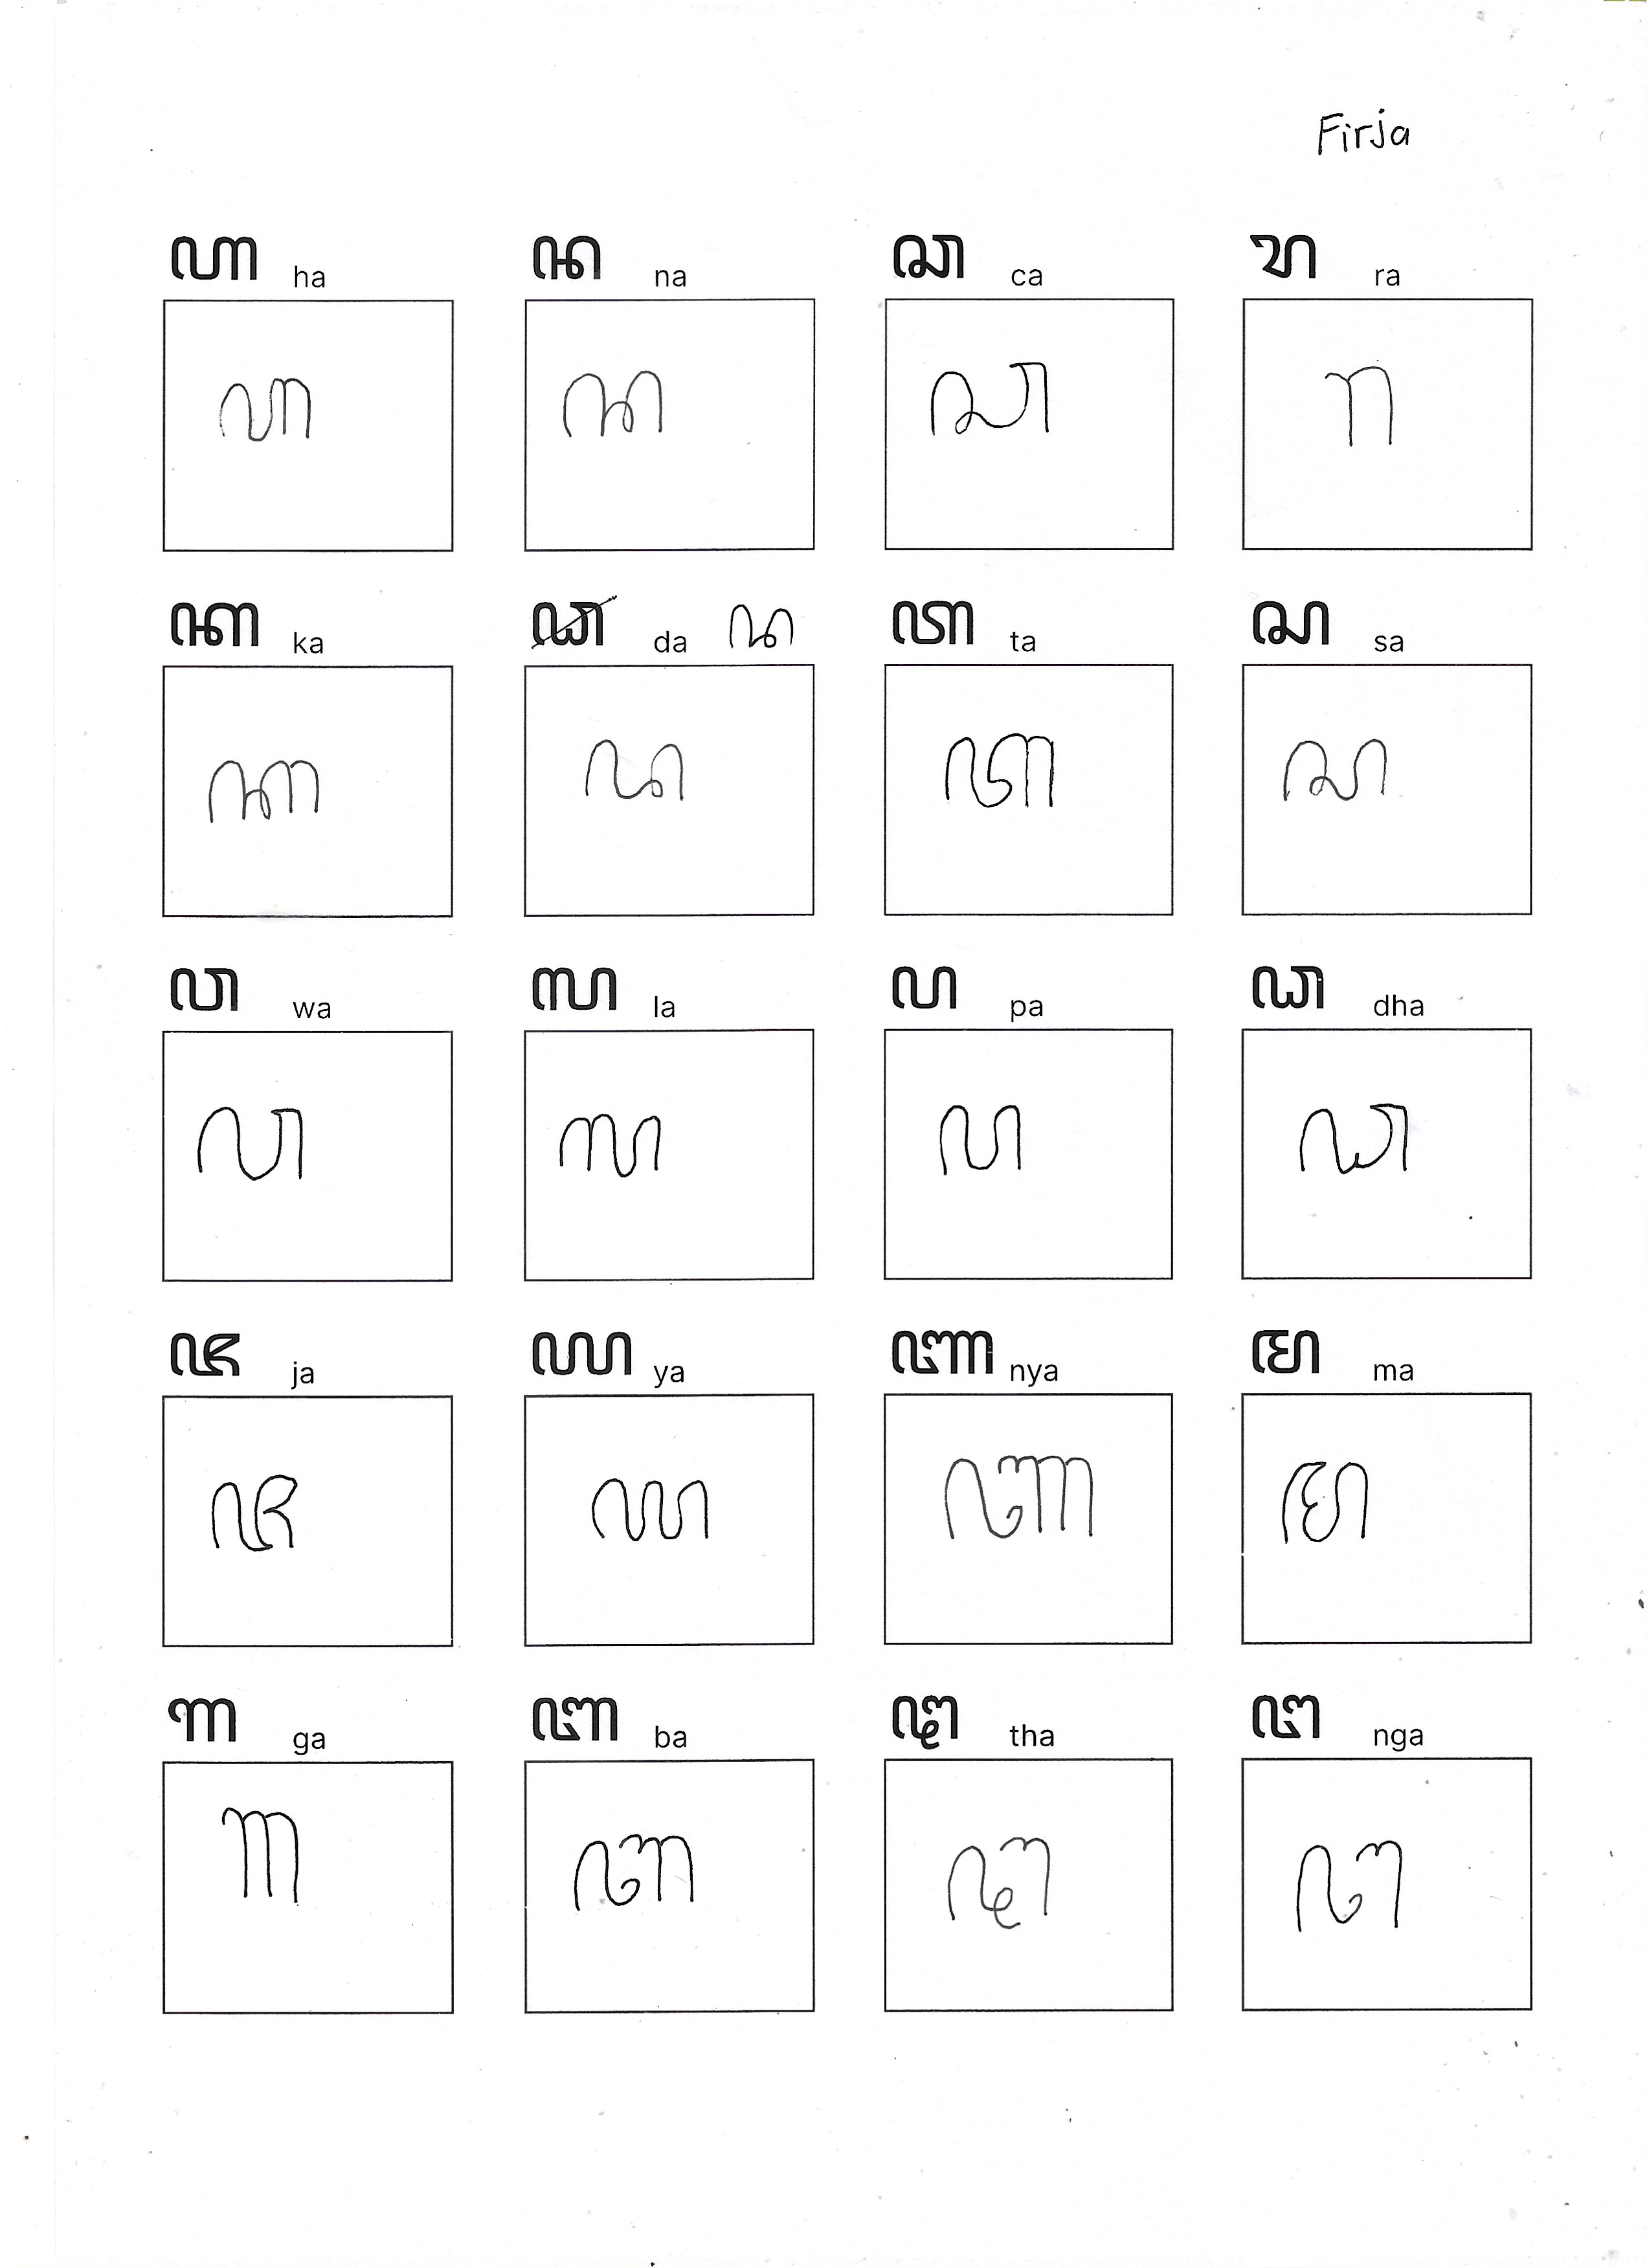 Firja
ꦲ ha ꦤ na ꦕ ca ꦬ ra
ꦲ ꦤ ꦕ ꦫ
ꦏ ka ꦣ da ꦢ ꦠ ta ꦱ sa
ꦏ ꦢ ꦠ ꦱ
ꦮ wa ꦭ la ꦥ pa ꦝ dha
ꦮ ꦭ ꦥ ꦝ
ꦗ ja ꦪ ya ꦚ nya ꦩ ma
ꦗ ꦪ ꦚ ꦩ
ꦒ ga ꦧ ba ꦛ tha ꦔ nga
ꦒ ꦧ ꦛ ꦔ